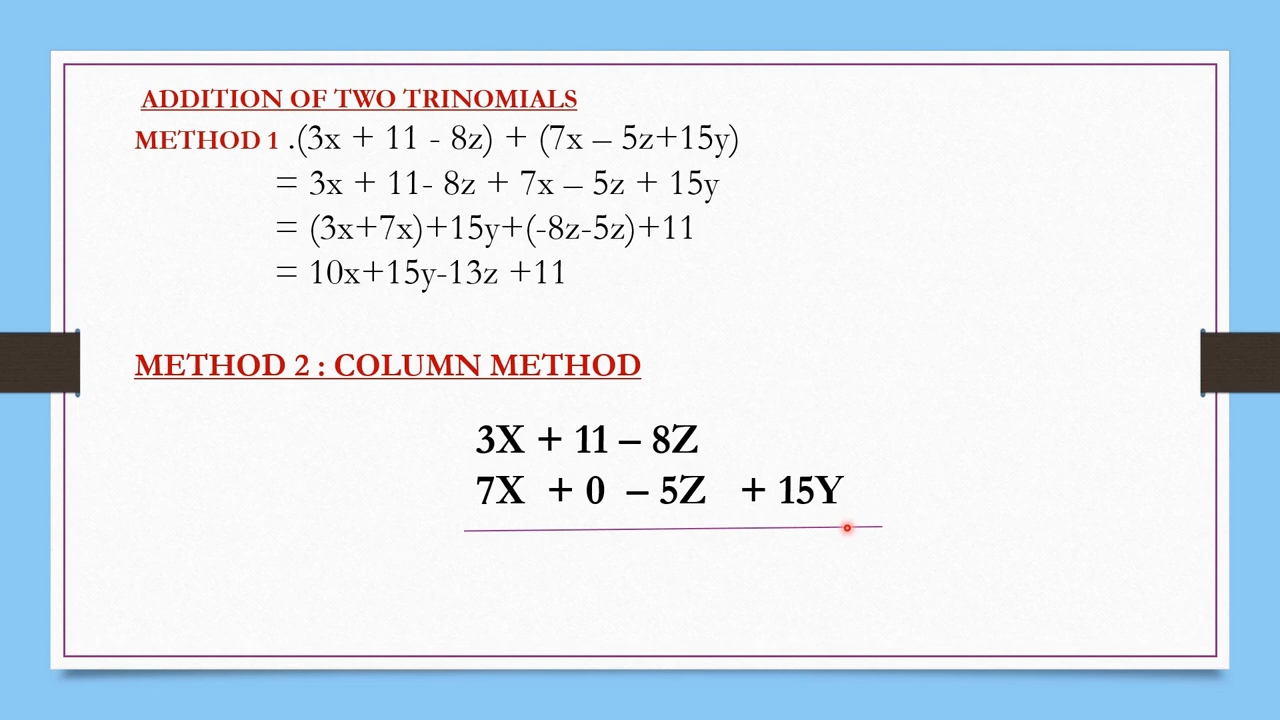 ADDITION OF TWO TRINOMIALS
METHOD 1 .(3x + 11 - 8z) + (7x – 5z+15y)
= 3x + 11- 8z + 7x – 5z + 15y
= (3x+7x)+15y+(-8z-5z)+11
= 10x+15y-13z +11
METHOD 2 : COLUMN METHOD
3X + 11 – 8Z
7X + 0 – 5Z + 15Y